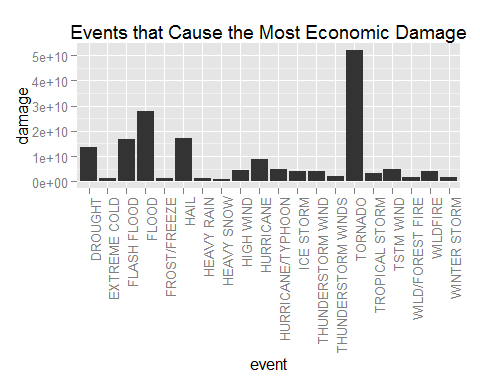 Events that Cause the Most Economic Damage
damage
5e+10
4e+10
3e+10
2e+10
1e+10
0e+00
DROUGHT
EXTREME COLD
FLASH FLOOD
FLOOD
FROST/FREEZE
HAIL
HEAVY RAIN
HEAVY SNOW
HIGH WIND
HURRICANE
HURRICANE/TYPHOON
ICE STORM
THUNDERSTORM WIND
THUNDERSTORM WINDS
TORNADO
TROPICAL STORM
TSTM WIND
WILD/FOREST FIRE
WILDFIRE
WINTER STORM
event